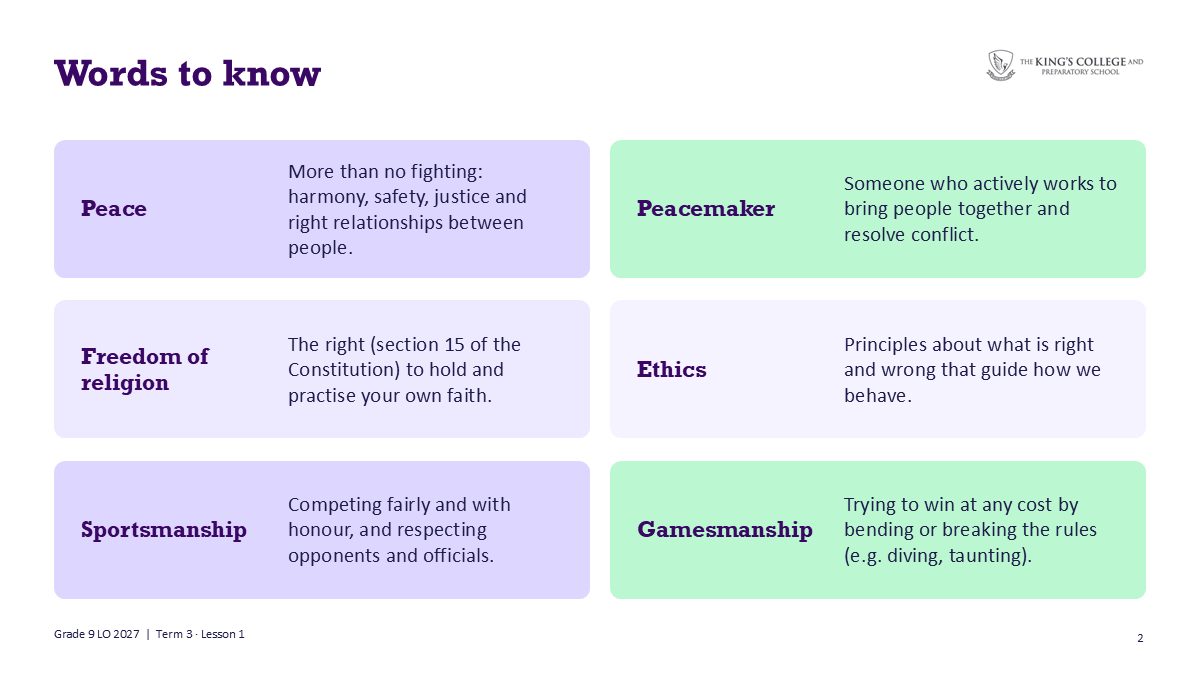 Words to know
THE KING'S COLLEGE AND
PREPARATORY SCHOOL
Peace
More than no fighting:
harmony, safety, justice and
right relationships between
people.
Peacemaker
Someone who actively works to
bring people together and
resolve conflict.
Freedom of
religion
The right (section 15 of the
Constitution) to hold and
practise your own faith.
Ethics
Principles about what is right
and wrong that guide how we
behave.
Sportsmanship
Competing fairly and with
honour, and respecting
opponents and officials.
Gamesmanship
Trying to win at any cost by
bending or breaking the rules
(e.g. diving, taunting).
Grade 9 LO 2027 | Term 3 · Lesson 1
2